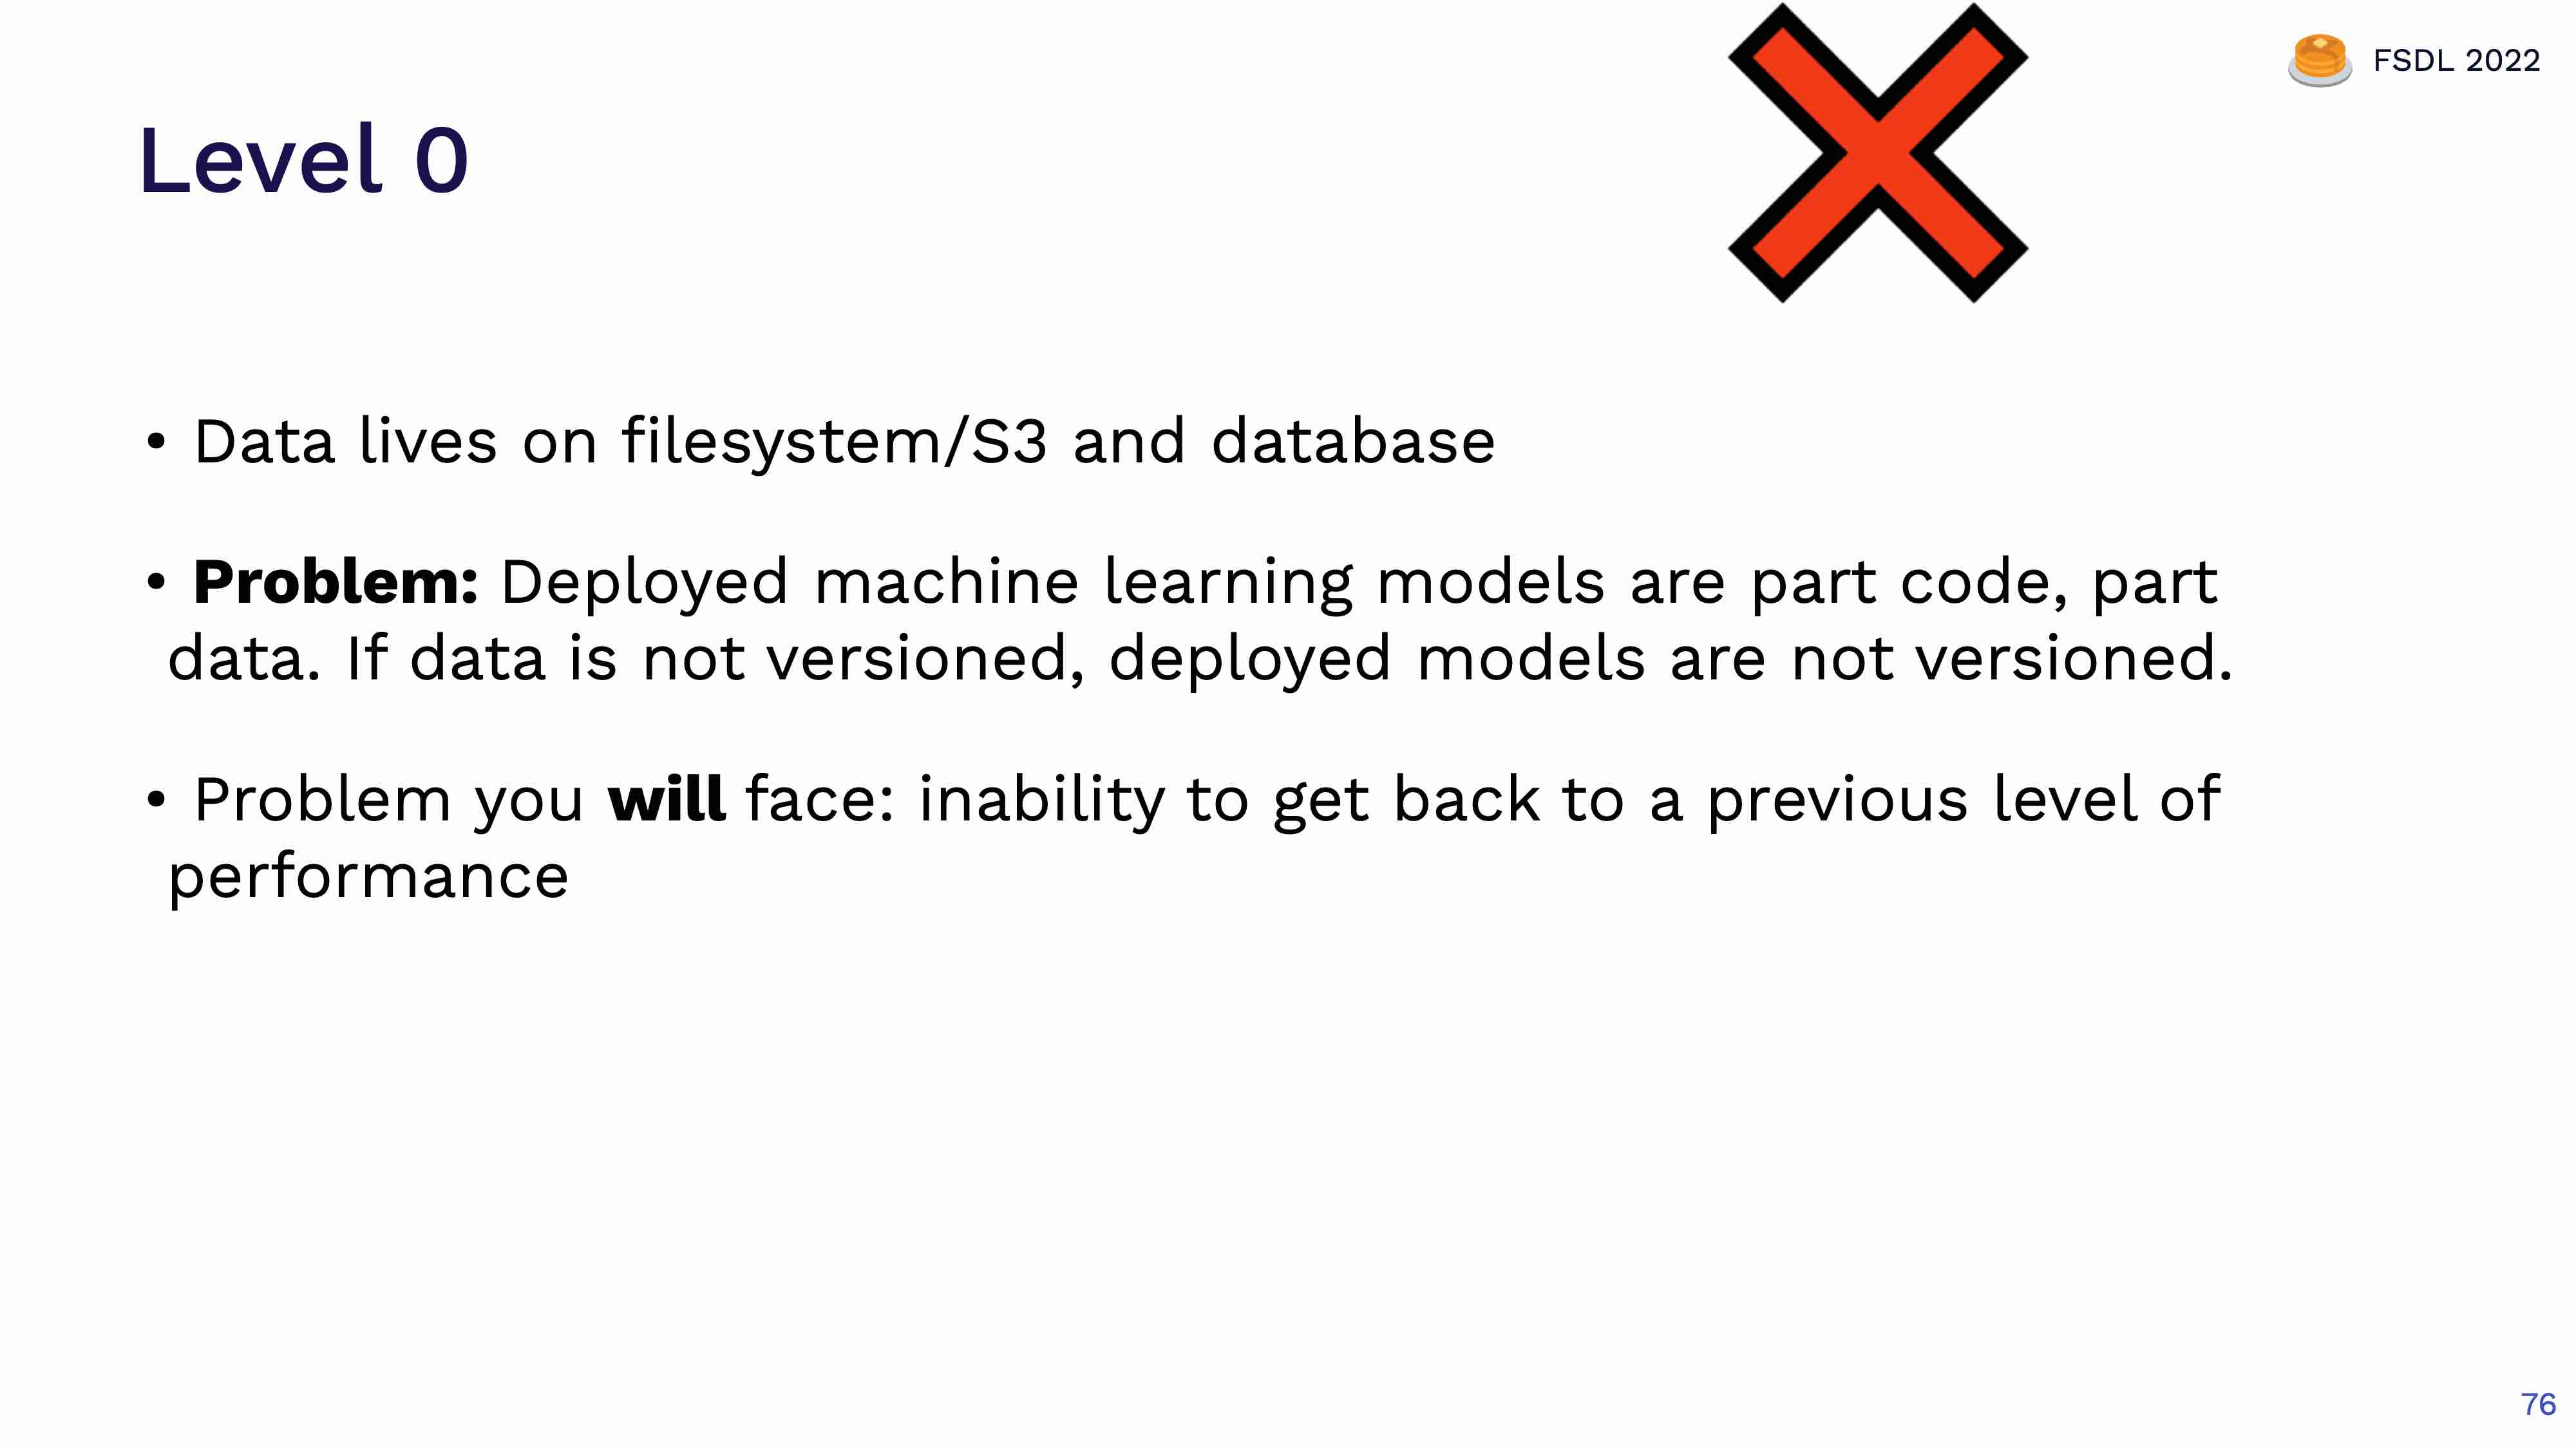 FSDL 2022
Level 0
• Data lives on filesystem/S3 and database
• Problem: Deployed machine learning models are part code, part
data. If data is not versioned, deployed models are not versioned.
• Problem you will face: inability to get back to a previous level of
performance
76